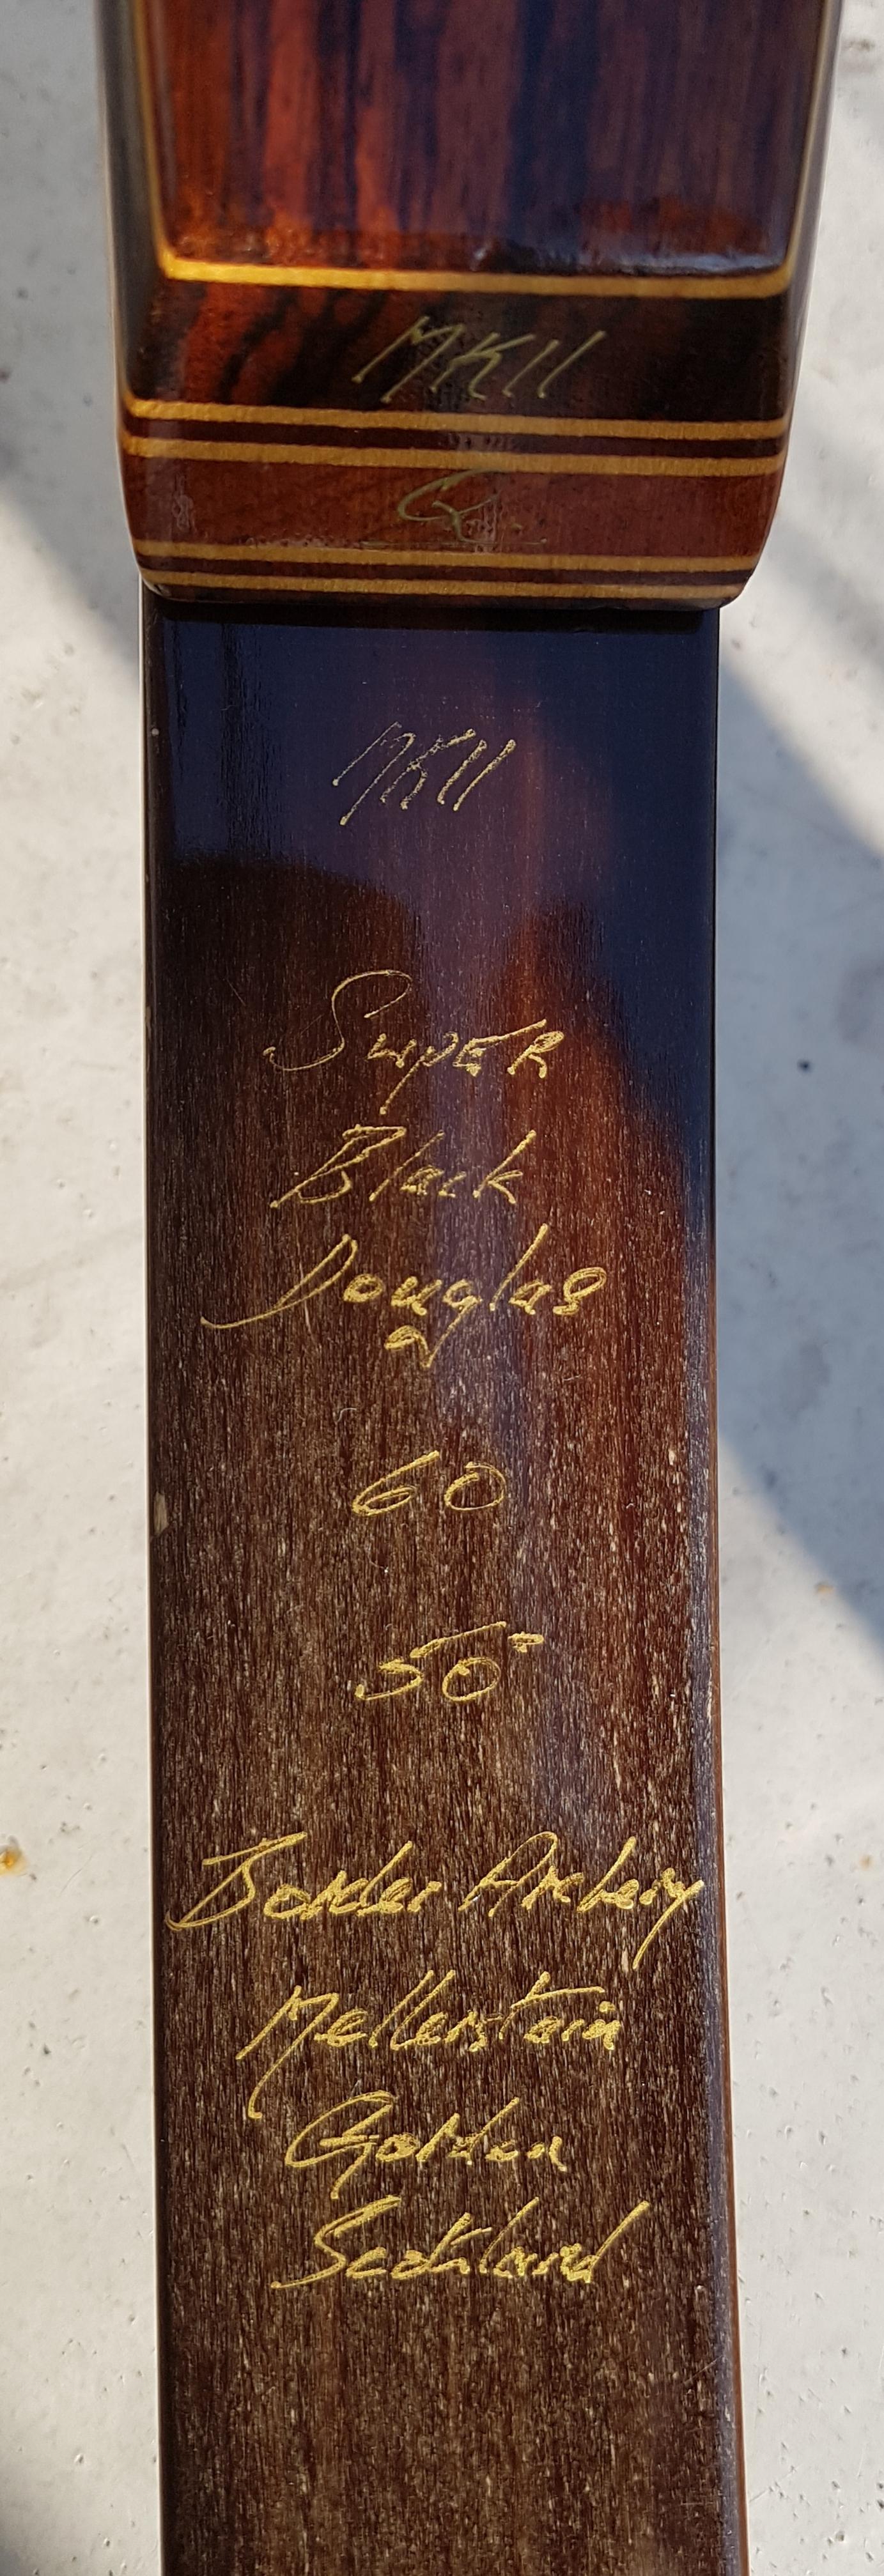 MKII
MKII
Super
Black
Douglas
60
50
Border Archery
Mellerstain
Gordon
Scotland